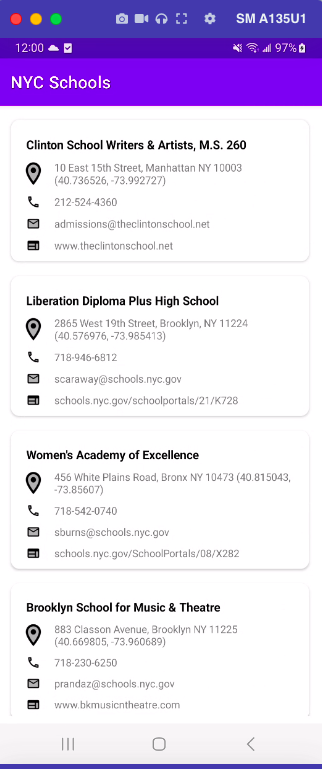 SM A135U1
12:00 97%
NYC Schools
Clinton School Writers & Artists, M.S. 260
10 East 15th Street, Manhattan NY 10003
(40.736526, -73.992727)
212-524-4360
admissions@theclintonschool.net
www.theclintonschool.net
Liberation Diploma Plus High School
2865 West 19th Street, Brooklyn, NY 11224
(40.576976, -73.985413)
718-946-6812
scaraway@schools.nyc.gov
schools.nyc.gov/schoolportals/21/K728
Women's Academy of Excellence
456 White Plains Road, Bronx NY 10473 (40.815043,
-73.85607)
718-542-0740
sburns@schools.nyc.gov
schools.nyc.gov/SchoolPortals/08/X282
Brooklyn School for Music & Theatre
883 Classon Avenue, Brooklyn NY 11225
(40.669805, -73.960689)
718-230-6250
prandaz@schools.nyc.gov
www.bkmusicntheatre.com